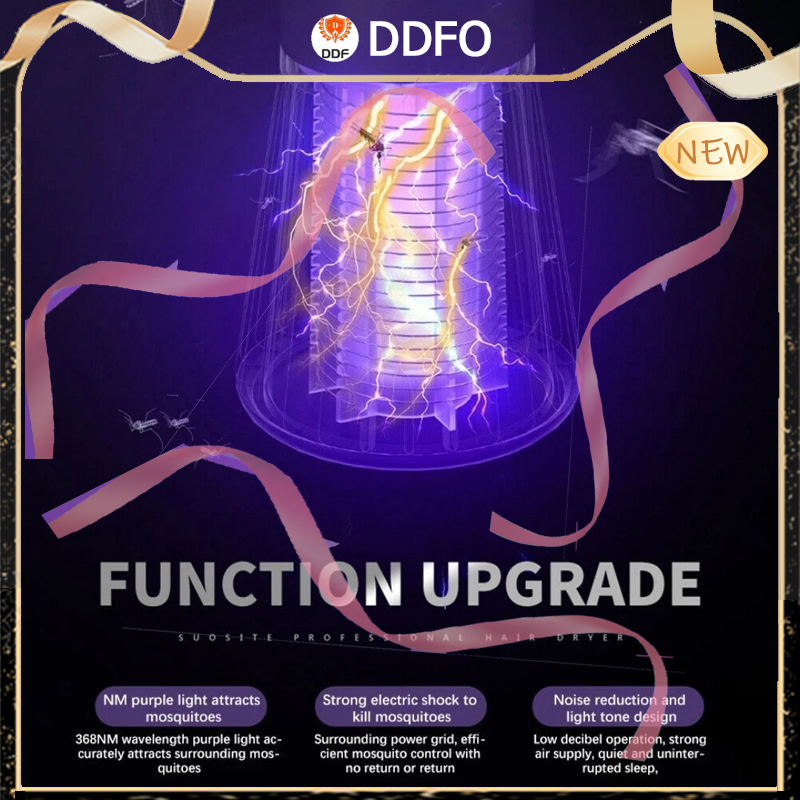 DDF
DDFO
NEW
FUNCTION UPGRADE
SUOSITE PROFESSIONAL HAIR DRYER
NM purple light attracts
mosquitoes
368NM wavelength purple light ac-
curately attracts surrounding mos-
quitoes
Strong electric shock to
kill mosquitoes
Surrounding power grid, effi-
cient mosquito control with
no return or return
Noise reduction and
light tone design
Low decibel operation, strong
air supply, quiet and uninter-
rupted sleep,